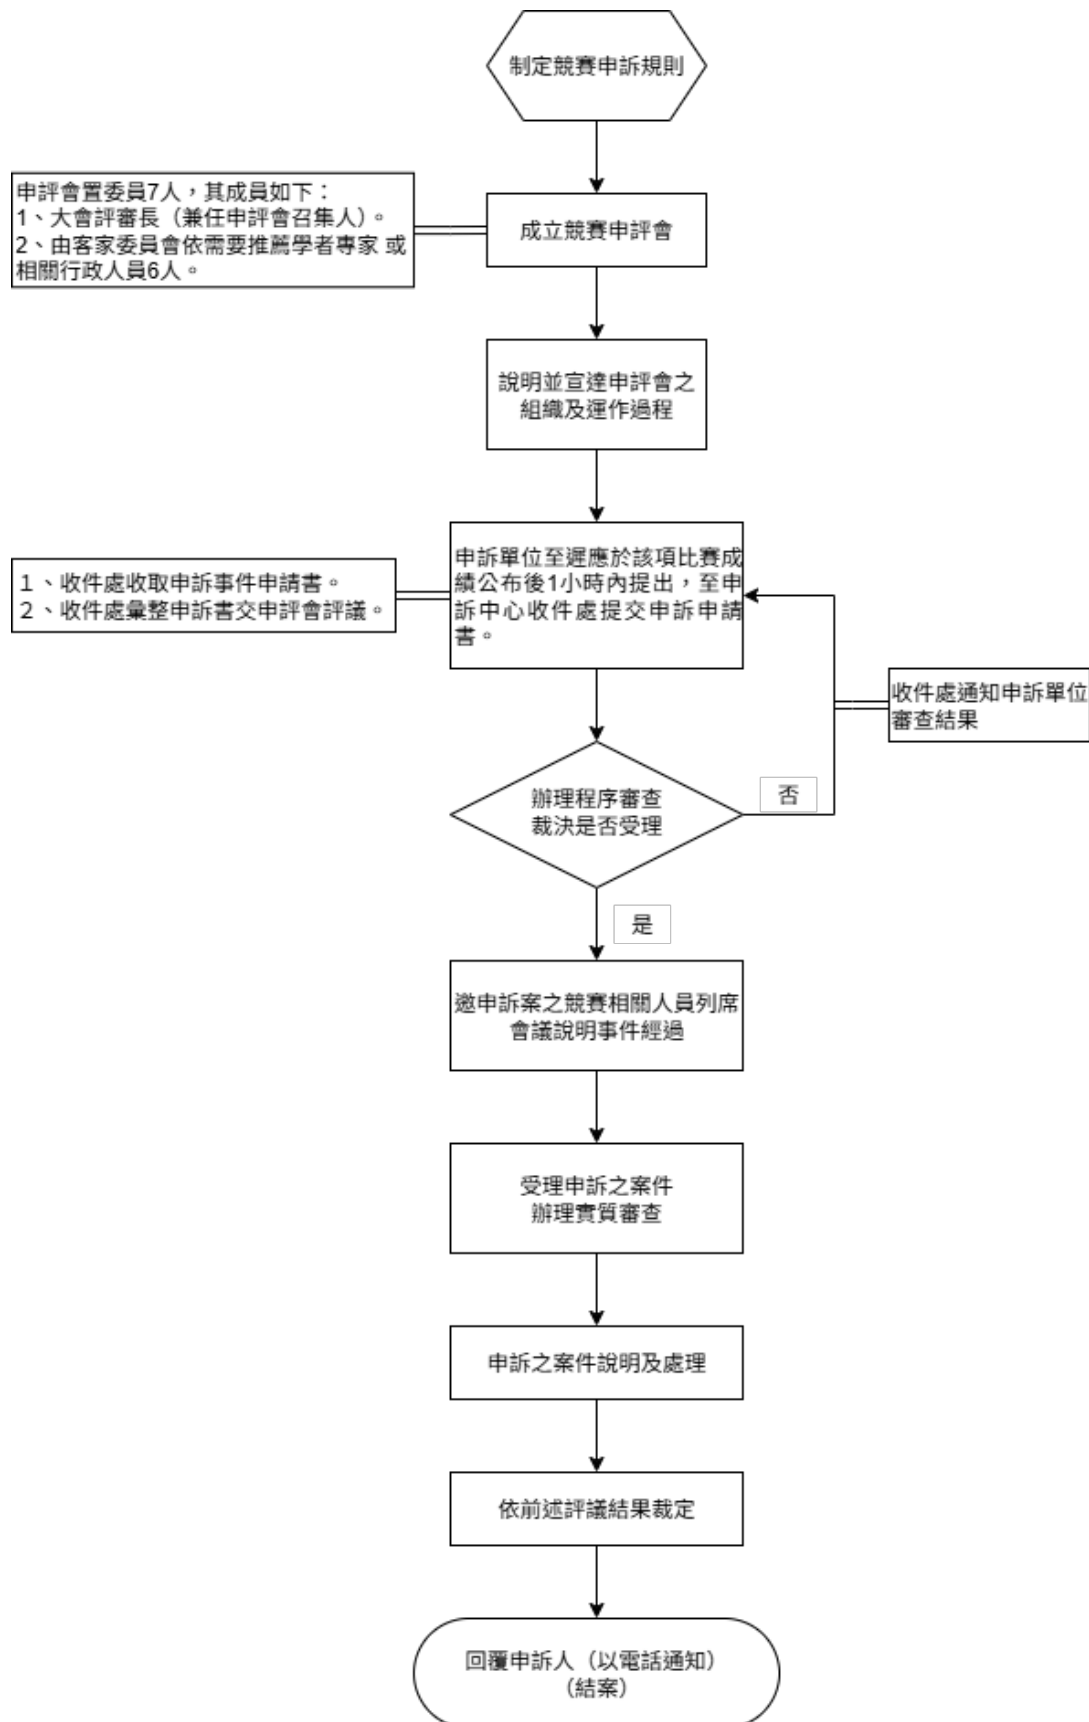 制定競賽申訴規則
申評會置委員7人，其成員如下：
1、大會評審長（兼任申評會召集人）。
2、由客家委員會依需要推薦學者專家 或
相關行政人員6人。
成立競賽申評會
說明並宣達申評會之
組織及運作過程
申訴單位至遲應於該項比賽成
績公布後1小時內提出，至申
訴中心收件處提交申訴申請
書。
１、收件處收取申訴事件申請書。
２、收件處彙整申訴書交申評會評議。
收件處通知申訴單位
審查結果
辦理程序審查
裁決是否受理
否
是
邀申訴案之競賽相關人員列席
會議說明事件經過
受理申訴之案件
辦理實質審查
申訴之案件說明及處理
依前述評議結果裁定
回覆申訴人（以電話通知）
（結案）